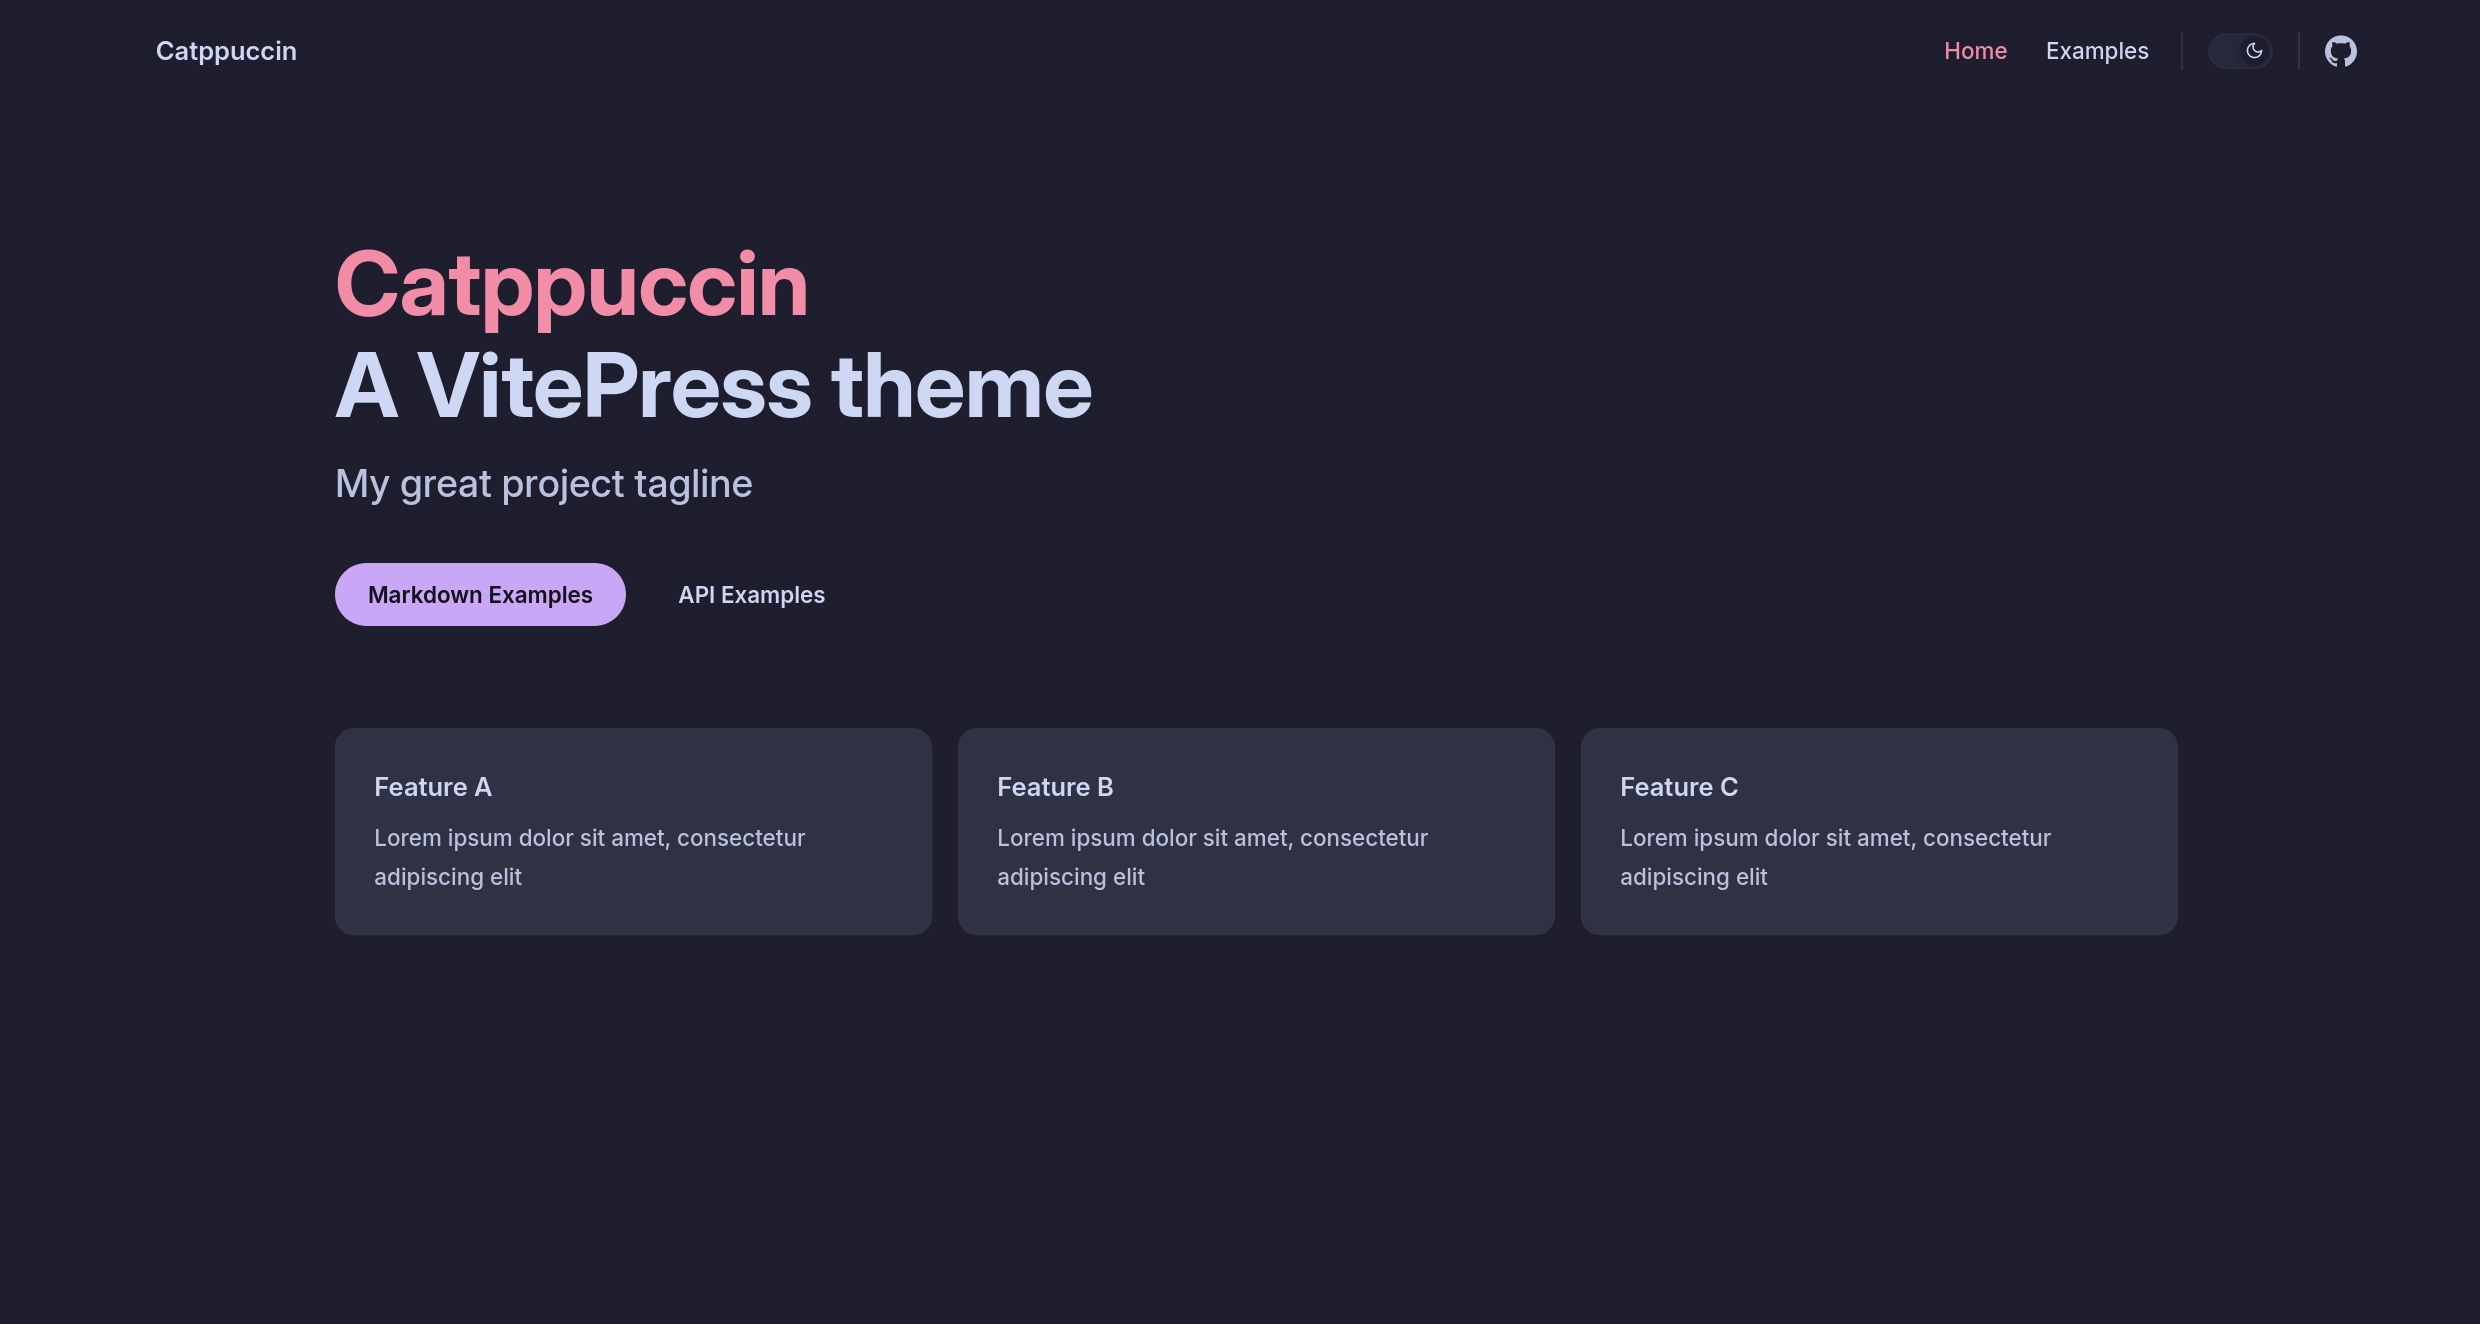 Catppuccin
Home
Examples
Catppuccin
A VitePress theme
My great project tagline
Markdown Examples
API Examples
Feature A
Lorem ipsum dolor sit amet, consectetur
adipiscing elit
Feature B
Lorem ipsum dolor sit amet, consectetur
adipiscing elit
Feature C
Lorem ipsum dolor sit amet, consectetur
adipiscing elit